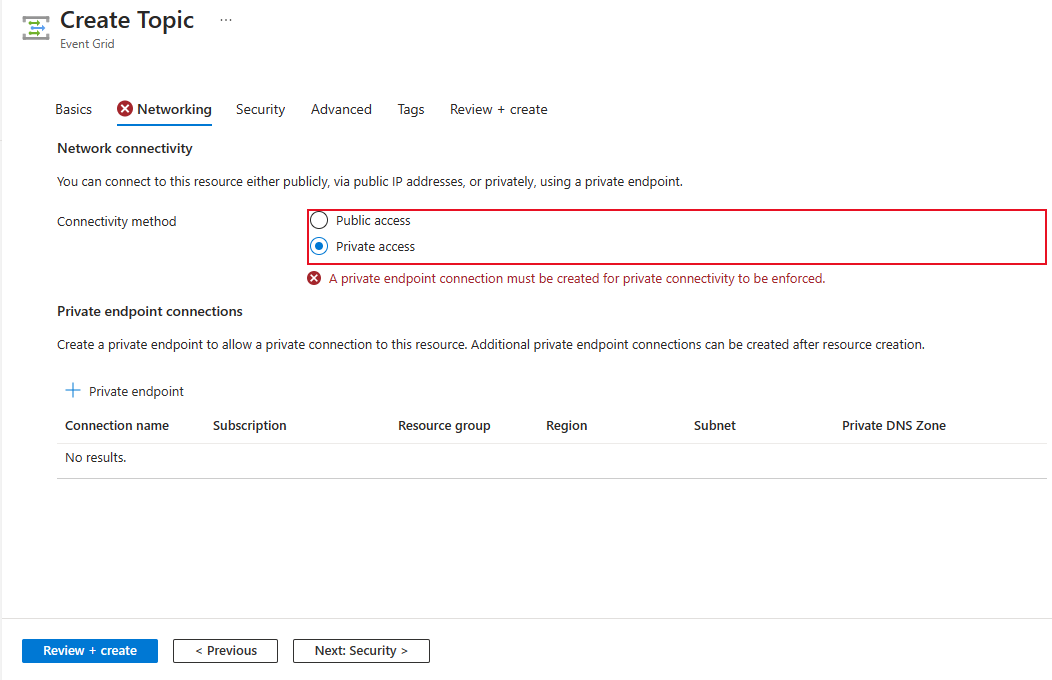 Create Topic ...
Event Grid
Basics Networking Security Advanced Tags Review + create
Network connectivity
You can connect to this resource either publicly, via public IP addresses, or privately, using a private endpoint.
Connectivity method
Public access
Private access
A private endpoint connection must be created for private connectivity to be enforced.
Private endpoint connections
Create a private endpoint to allow a private connection to this resource. Additional private endpoint connections can be created after resource creation.
+ Private endpoint
Connection name Subscription Resource group Region Subnet Private DNS Zone
No results.
Review + create < Previous Next: Security >